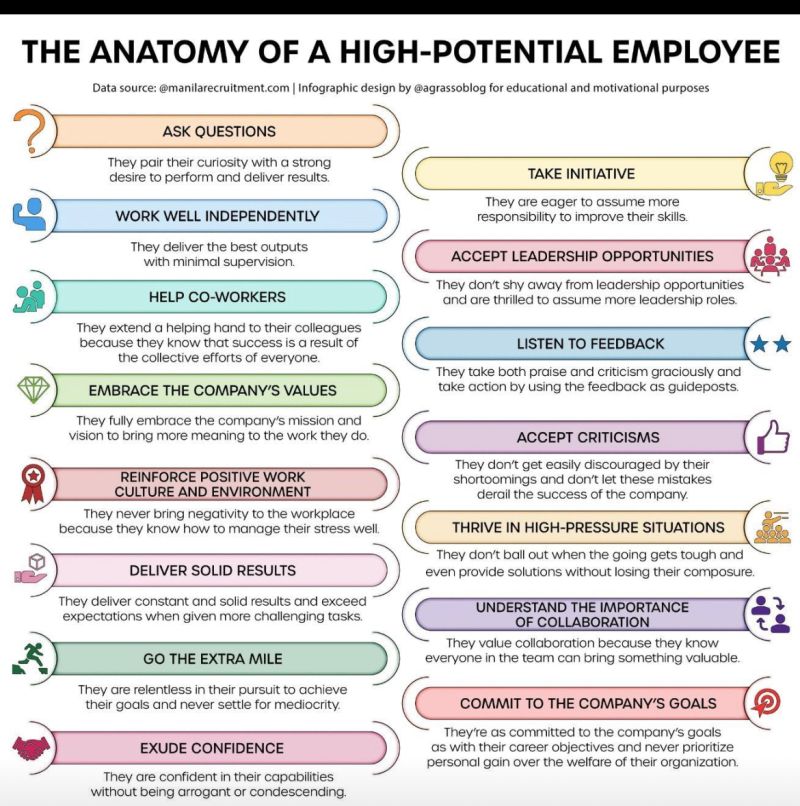 THE ANATOMY OF A HIGH-POTENTIAL EMPLOYEE
Data source: @manilarecruitment.com | Infographic design by @agrassoblog for educational and motivational purposes
ASK QUESTIONS
They pair their curiosity with a strong
desire to perform and deliver results.
WORK WELL INDEPENDENTLY
They deliver the best outputs
with minimal supervision.
HELP CO-WORKERS
They extend a helping hand to their colleagues
because they know that success is a result of
the collective efforts of everyone.
EMBRACE THE COMPANY'S VALUES
They fully embrace the company's mission and
vision to bring more meaning to the work they do.
REINFORCE POSITIVE WORK
CULTURE AND ENVIRONMENT
They never bring negativity to the workplace
because they know how to manage their stress well.
DELIVER SOLID RESULTS
They deliver constant and solid results and exceed
expectations when given more challenging tasks.
GO THE EXTRA MILE
They are relentless in their pursuit to achieve
their goals and never settle for mediocrity.
EXUDE CONFIDENCE
They are confident in their capabilities
without being arrogant or condescending.
TAKE INITIATIVE
They are eager to assume more
responsibility to improve their skills.
ACCEPT LEADERSHIP OPPORTUNITIES
They don't shy away from leadership opportunities
and are thrilled to assume more leadership roles.
LISTEN TO FEEDBACK
They take both praise and criticism graciously and
take action by using the feedback as guideposts.
ACCEPT CRITICISMS
They don't get easily discouraged by their
shortoomings and don't let these mistakes
derail the success of the company.
THRIVE IN HIGH-PRESSURE SITUATIONS
They don't ball out when the going gets tough and
even provide solutions without losing their composure.
UNDERSTAND THE IMPORTANCE
OF COLLABORATION
They value collaboration because they know
everyone in the team can bring something valuable.
COMMIT TO THE COMPANY'S GOALS
They're as committed to the company's goals
as with their career objectives and never prioritize
personal gain over the welfare of their organization.